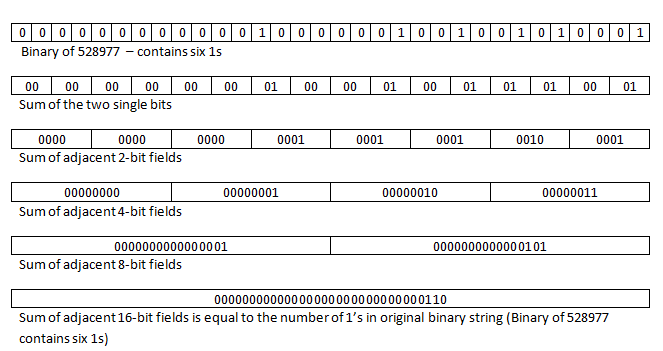 0 0 0 0 0 0 0 0 0 0 0 0 1 0 0 0 0 0 0 1 0 0 1 0 0 1 0 1 0 0 0 1
Binary of 528977 – contains six 1s
00 00 00 00 00 00 01 00 00 01 00 01 01 01 00 01
Sum of the two single bits
0000 0000 0000 0001 0001 0001 0010 0001
Sum of adjacent 2-bit fields
00000000 00000001 00000010 00000011
Sum of adjacent 4-bit fields
0000000000000001 0000000000000101
Sum of adjacent 8-bit fields
00000000000000000000000000000110
Sum of adjacent 16-bit fields is equal to the number of 1’s in original binary string (Binary of 528977
contains six 1s)